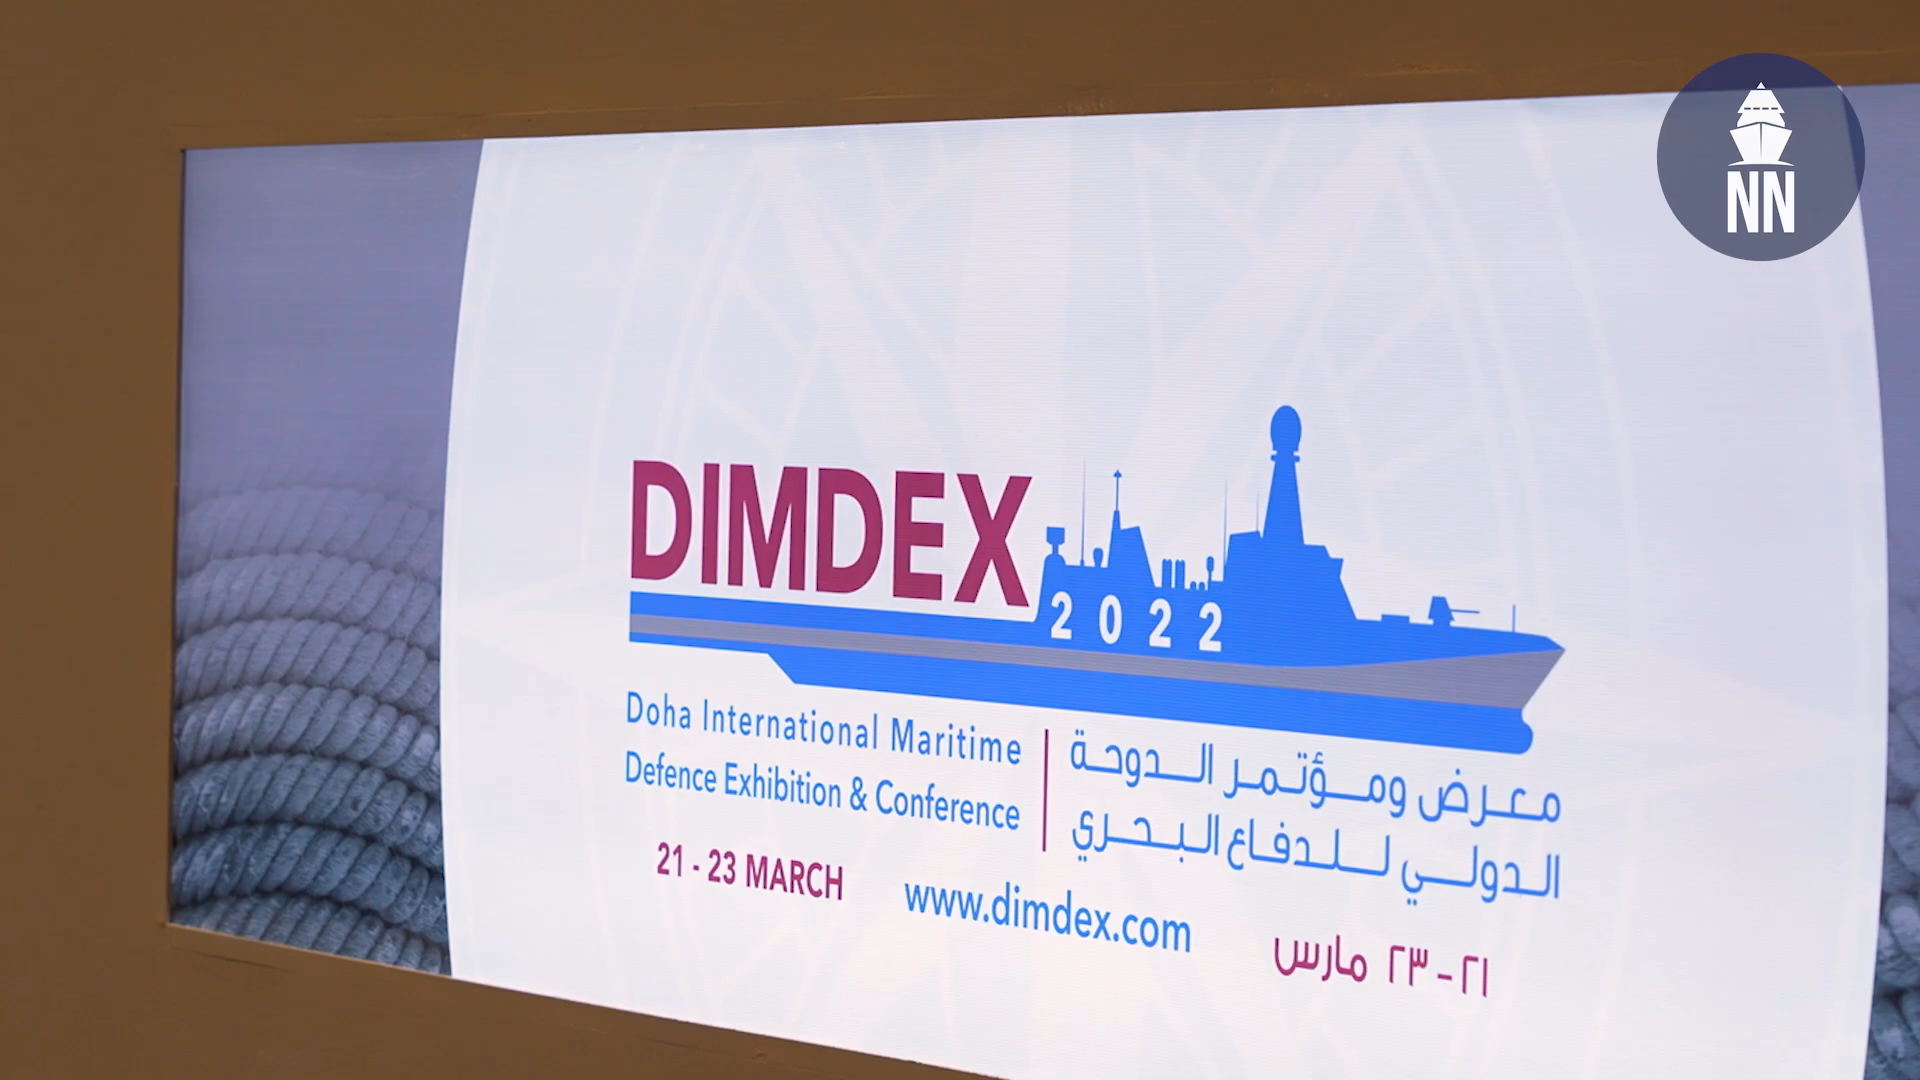 NN
DIMDEX
2022
Doha International Maritime
Defence Exhibition & Conference
معرض ومؤتمر الدوحة
الدولي للدفاع البحري
21 - 23 MARCH
www.dimdex.com
٢١ - ٢٣ مارس